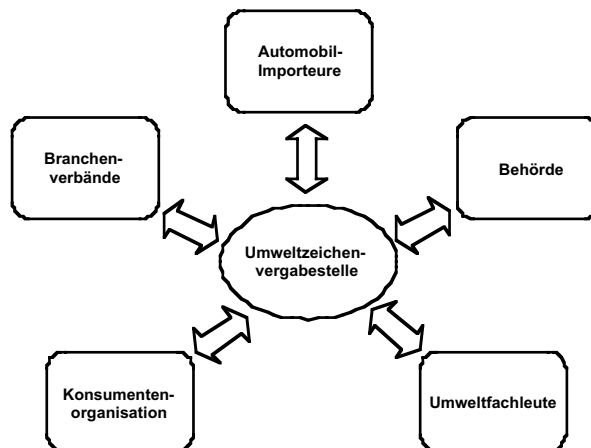 Automobil-
Importeure
Branchen-
verbände
Behörde
Umweltzeichen-
vergabestelle
Konsumenten-
organisation
Umweltfachleute